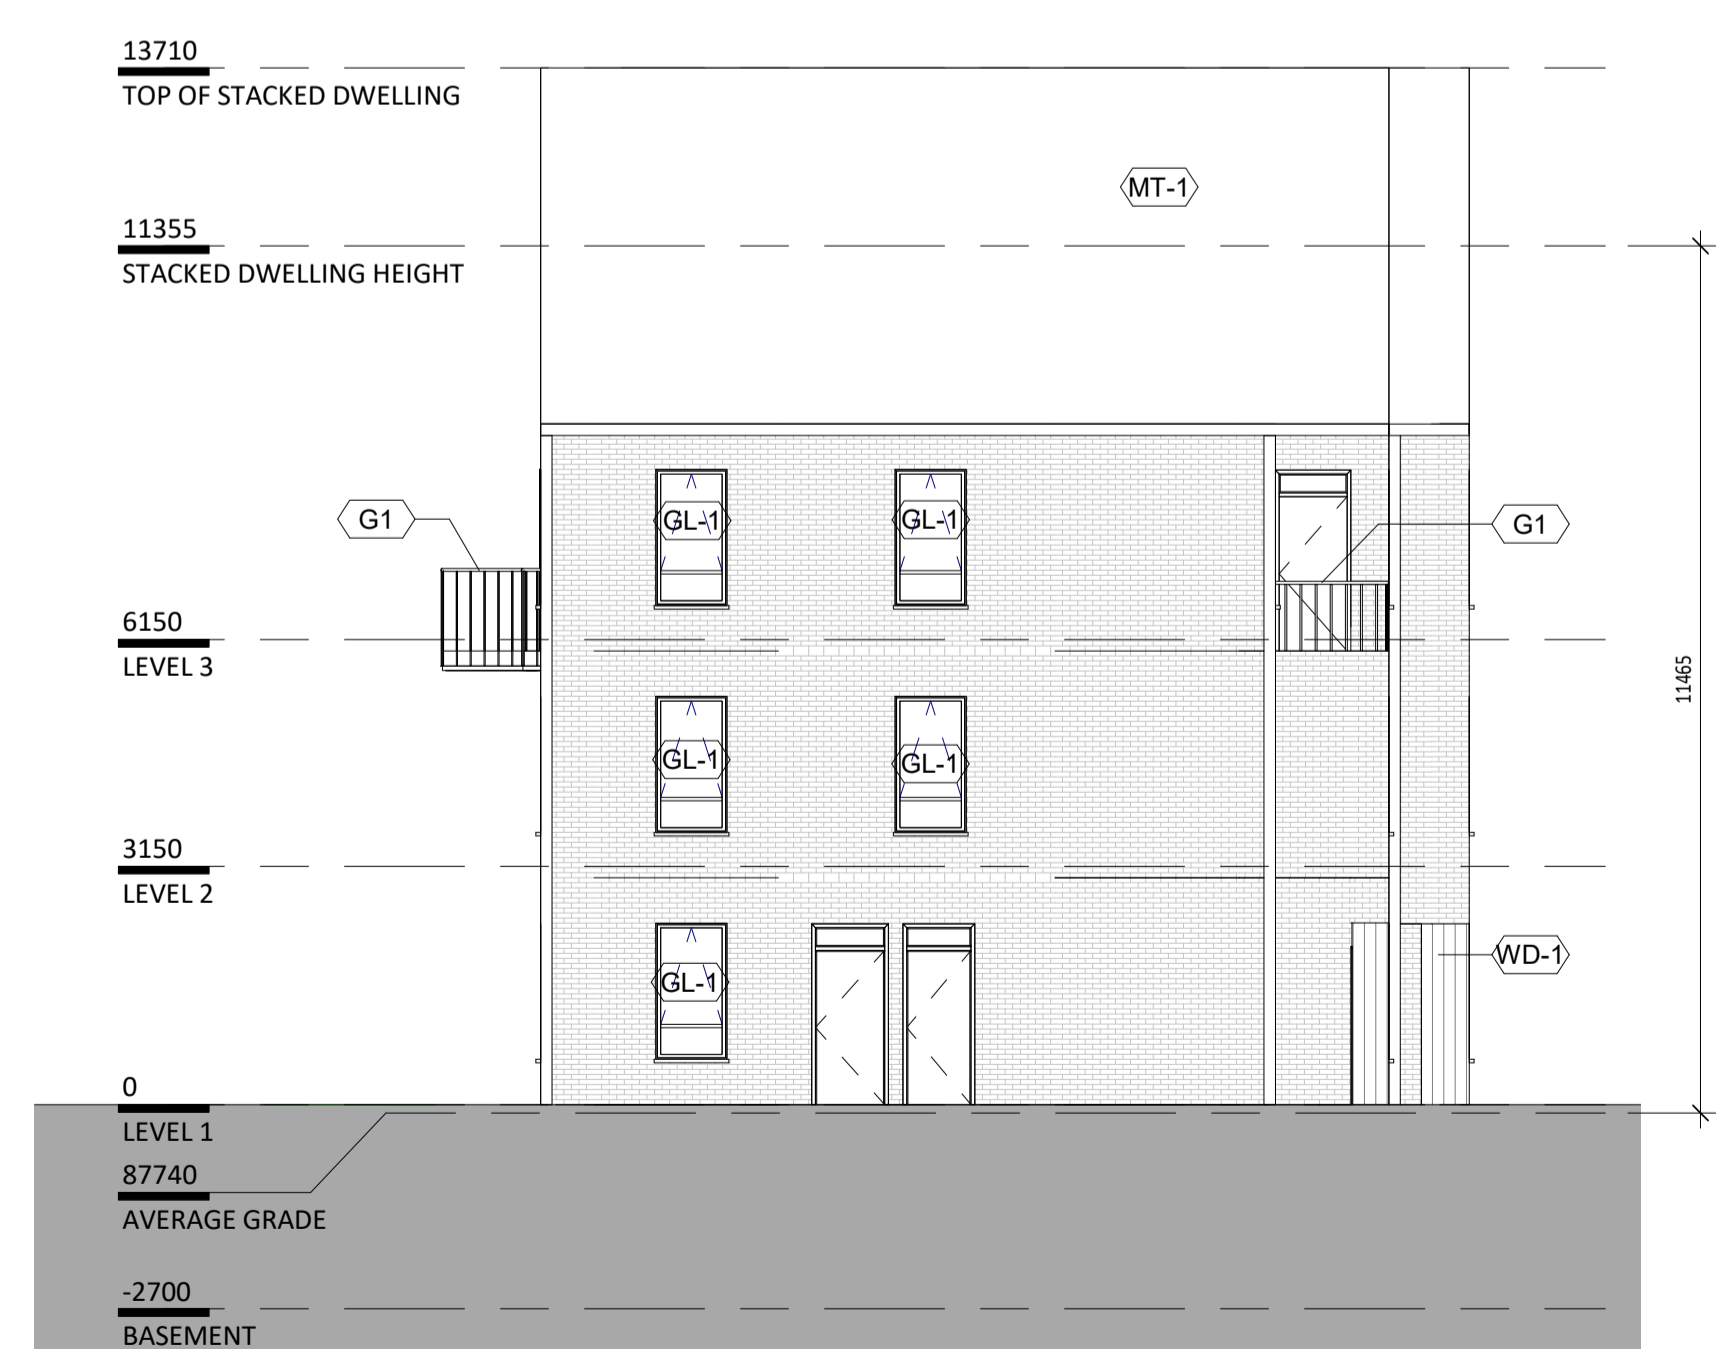 13710
TOP OF STACKED DWELLING
MT-1
11355
STACKED DWELLING HEIGHT
G1
GL-1
GL-1
G1
6150
LEVEL 3
11465
GL-1
GL-1
3150
LEVEL 2
GL-1
WD-1
0
LEVEL 1
87740
AVERAGE GRADE
-2700
BASEMENT